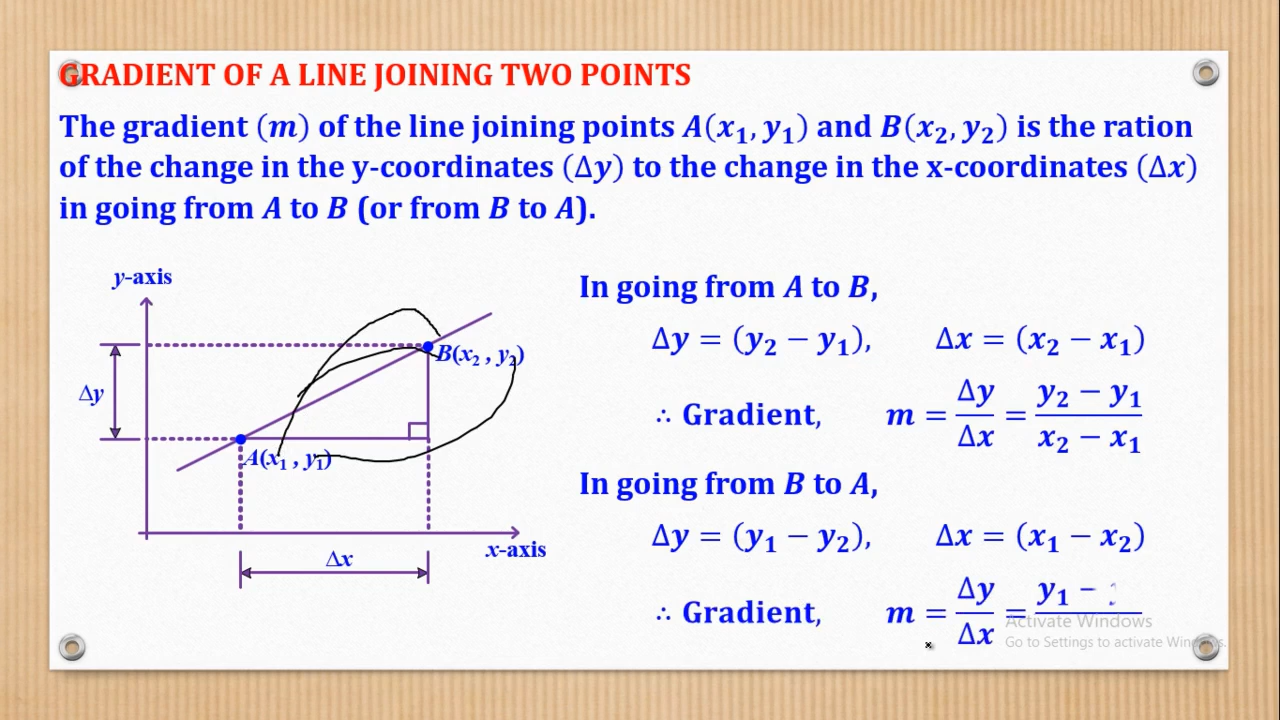 GRADIENT OF A LINE JOINING TWO POINTS
The gradient (m) of the line joining points A(x₁, y₁) and B(x₂, y₂) is the ration
of the change in the y-coordinates (Δy) to the change in the x-coordinates (Δx)
in going from A to B (or from B to A).
y-axis
B(x₂ , y₂)
Δy
A(x₁ , y₁)
x-axis
Δx
In going from A to B,
Δy = (y₂ − y₁), Δx = (x₂ − x₁)
∴ Gradient, m = Δy/Δx = y₂ − y₁/x₂ − x₁
In going from B to A,
Δy = (y₁ − y₂), Δx = (x₁ − x₂)
∴ Gradient, m = Δy/Δx = y₁ −
Activate Windows
Go to Settings to activate Windows.